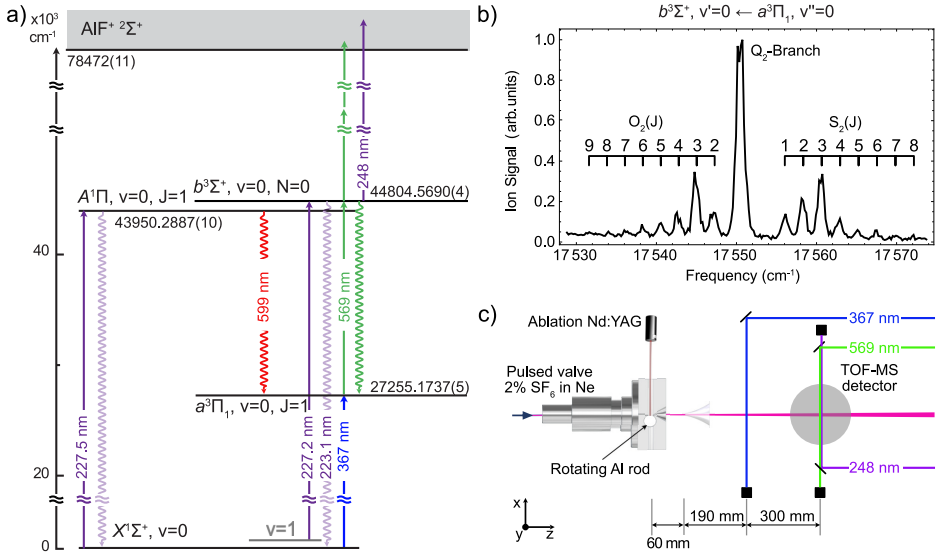 a)
×10³
cm⁻¹
AlF⁺ ²Σ⁺
78472(11)
A¹Π, v=0, J=1
b³Σ⁺, v=0, N=0
44804.5690(4)
43950.2887(10)
248 nm
40
599 nm
569 nm
27255.1737(5)
a³Π₁, v=0, J=1
20
227.5 nm
227.2 nm
223.1 nm
367 nm
X¹Σ⁺, v=0
v=1
0
b)
b³Σ⁺, v'=0 ← a³Π₁, v''=0
Ion Signal (arb. units)
1.0
0.8
0.6
0.4
0.2
0.0
Q₂-Branch
O₂(J)
9 8 7 6 5 4 3 2
S₂(J)
1 2 3 4 5 6 7 8
17 530 17 540 17 550 17 560 17 570
Frequency (cm⁻¹)
c)
Ablation Nd:YAG
367 nm
569 nm
Pulsed valve
2% SF₆ in Ne
TOF-MS
detector
Rotating Al rod
248 nm
x
y
z
190 mm
300 mm
60 mm